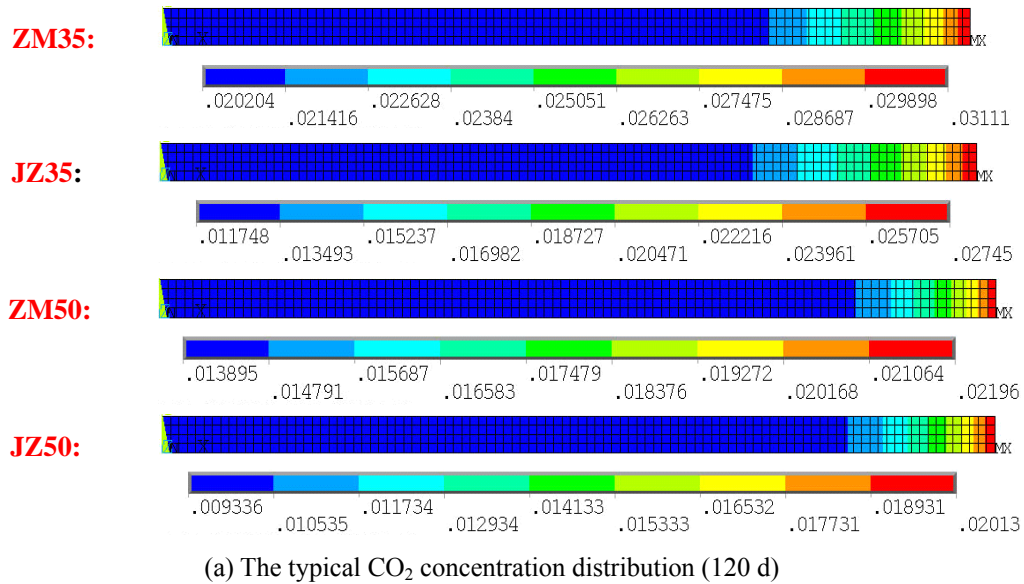 ZM35:
X
MX
.020204 .022628 .025051 .027475 .029898
.021416 .02384 .026263 .028687 .03111
JZ35:
X
MX
.011748 .015237 .018727 .022216 .025705
.013493 .016982 .020471 .023961 .02745
ZM50:
X
MX
.013895 .015687 .017479 .019272 .021064
.014791 .016583 .018376 .020168 .02196
JZ50:
X
MX
.009336 .011734 .014133 .016532 .018931
.010535 .012934 .015333 .017731 .02013
(a) The typical CO₂ concentration distribution (120 d)